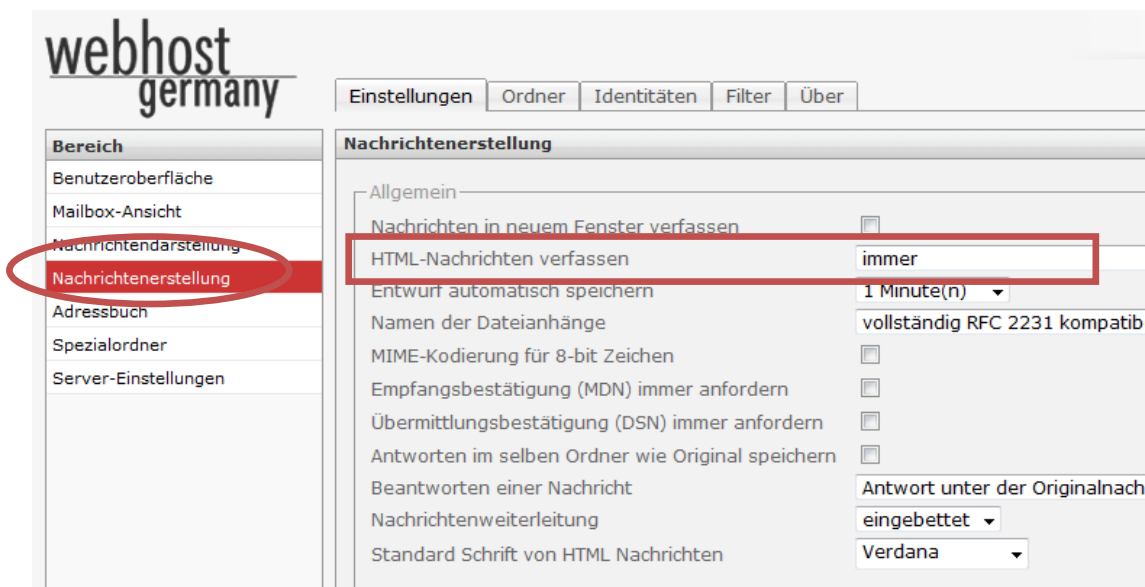 webhost
germany
Einstellungen Ordner Identitäten Filter Über
Bereich
Benutzeroberfläche
Mailbox-Ansicht
Nachrichtendarstellung
Nachrichtenerstellung
Adressbuch
Spezialordner
Server-Einstellungen
Nachrichtenerstellung
Allgemein
Nachrichten in neuem Fenster verfassen
HTML-Nachrichten verfassen immer
Entwurf automatisch speichern 1 Minute(n)
Namen der Dateianhänge vollständig RFC 2231 kompatib
MIME-Kodierung für 8-bit Zeichen
Empfangsbestätigung (MDN) immer anfordern
Übermittlungsbestätigung (DSN) immer anfordern
Antworten im selben Ordner wie Original speichern
Beantworten einer Nachricht Antwort unter der Originalnach
Nachrichtenweiterleitung eingebettet
Standard Schrift von HTML Nachrichten Verdana